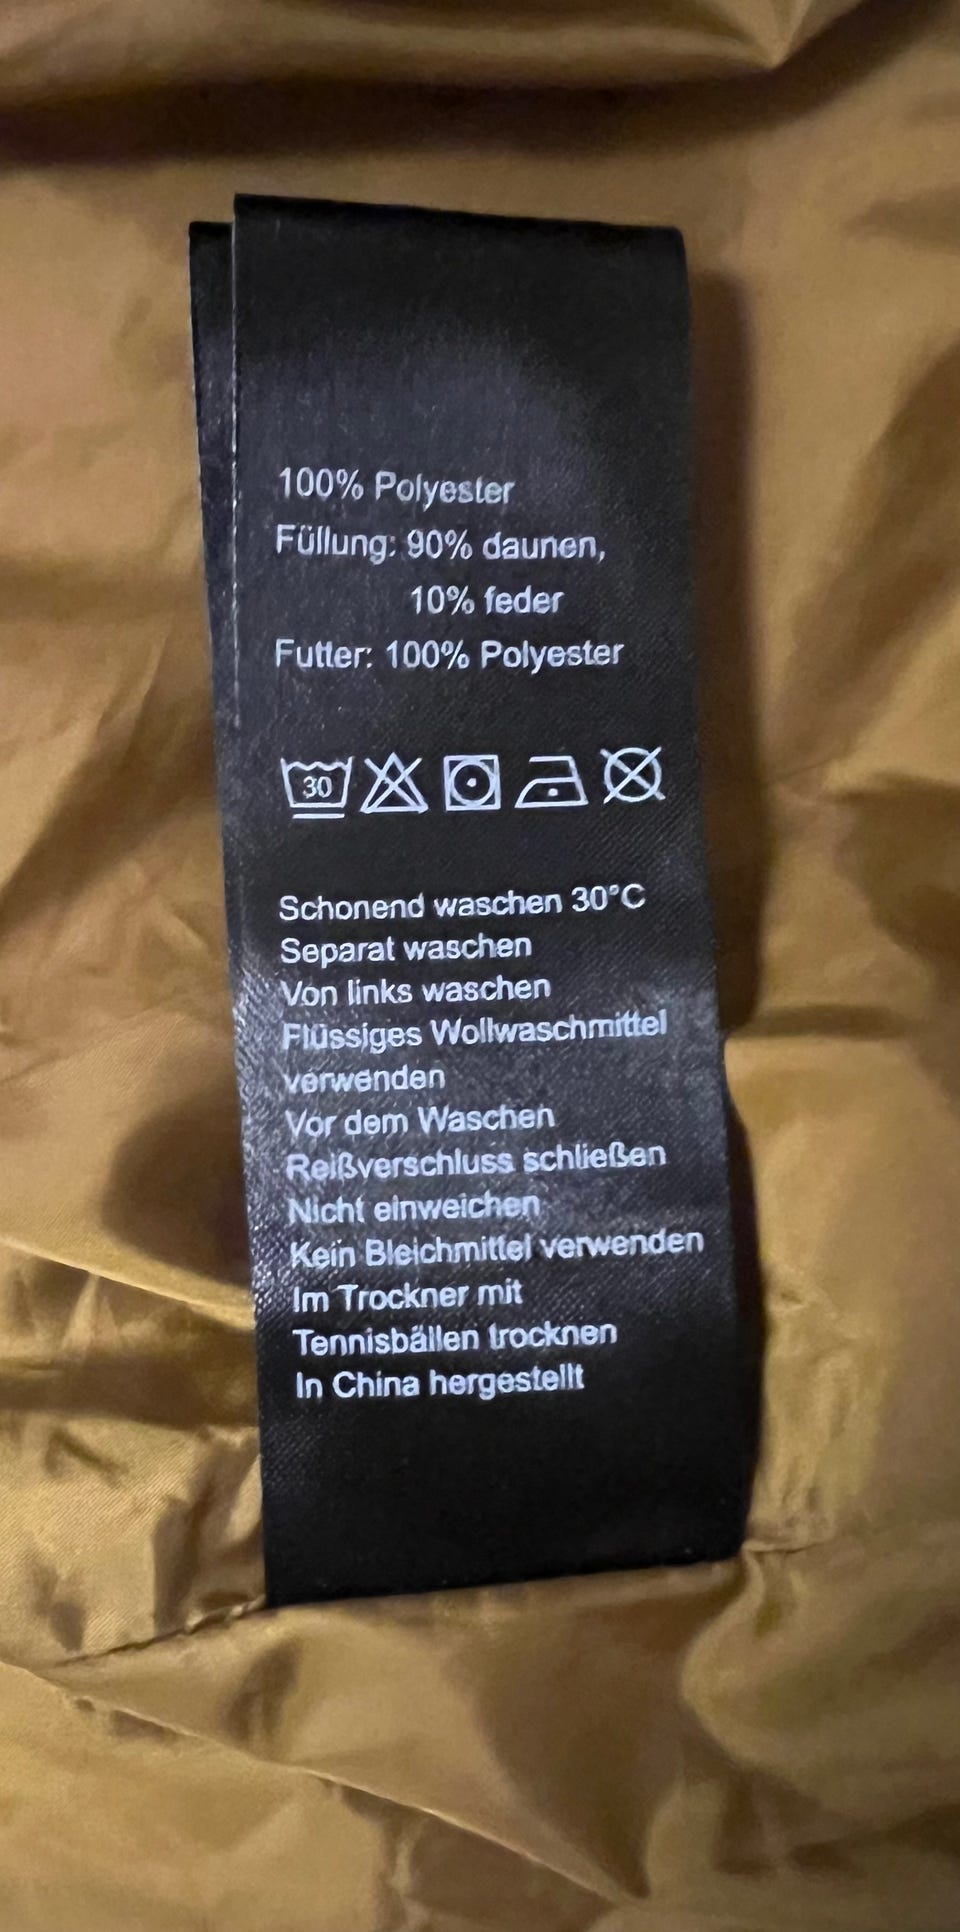 100% Polyester
Füllung: 90% daunen,
10% feder
Futter: 100% Polyester
30
Schonend waschen 30°C
Separat waschen
Von links waschen
Flüssiges Wollwaschmittel
verwenden
Vor dem Waschen
Reißverschluss schließen
Nicht einweichen
Kein Bleichmittel verwenden
Im Trockner mit
Tennisbällen trocknen
In China hergestellt